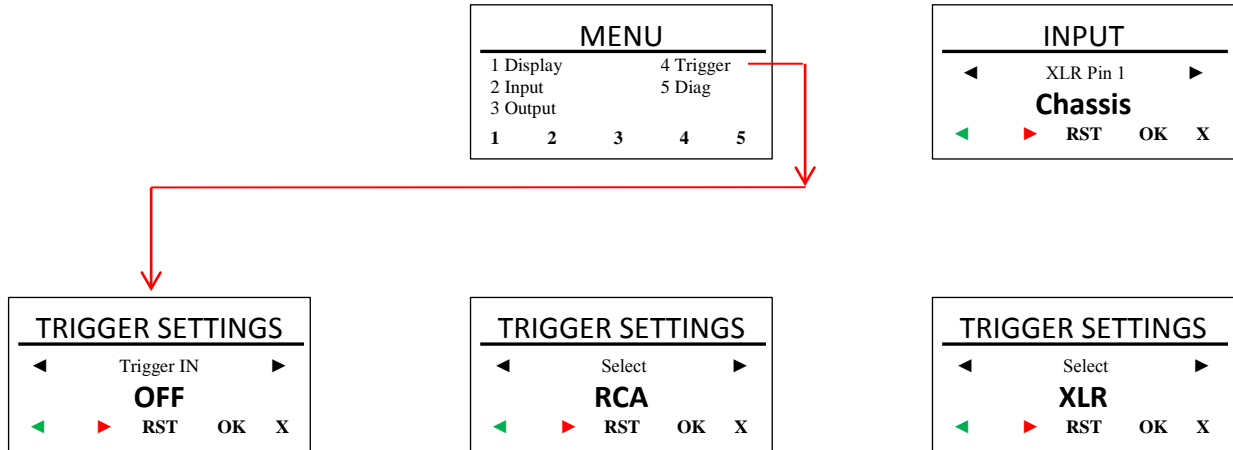 MENU
1 Display 4 Trigger
2 Input 5 Diag
3 Output
1 2 3 4 5
INPUT
◄ XLR Pin 1 ►
Chassis
◄ ► RST OK X
TRIGGER SETTINGS
◄ Trigger IN ►
OFF
◄ ► RST OK X
TRIGGER SETTINGS
◄ Select ►
RCA
◄ ► RST OK X
TRIGGER SETTINGS
◄ Select ►
XLR
◄ ► RST OK X